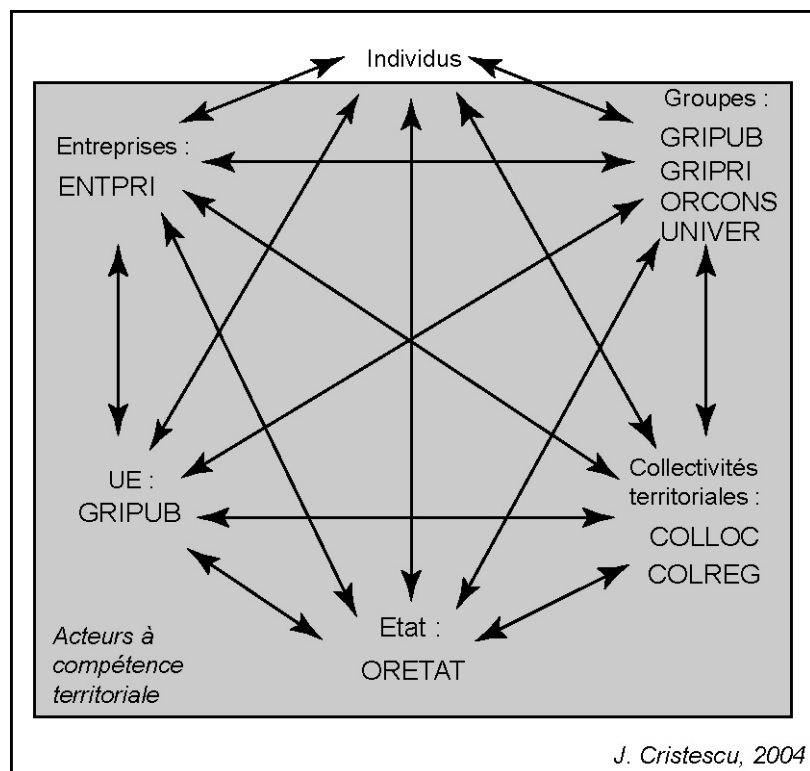 Individus
Groupes :
GRIPUB
GRIPRI
ORCONS
UNIVER
Entreprises :
ENTPRI
UE :
GRIPUB
Collectivités
territoriales :
COLLOC
COLREG
Etat :
ORETAT
Acteurs à
compétence
territoriale
J. Cristescu, 2004